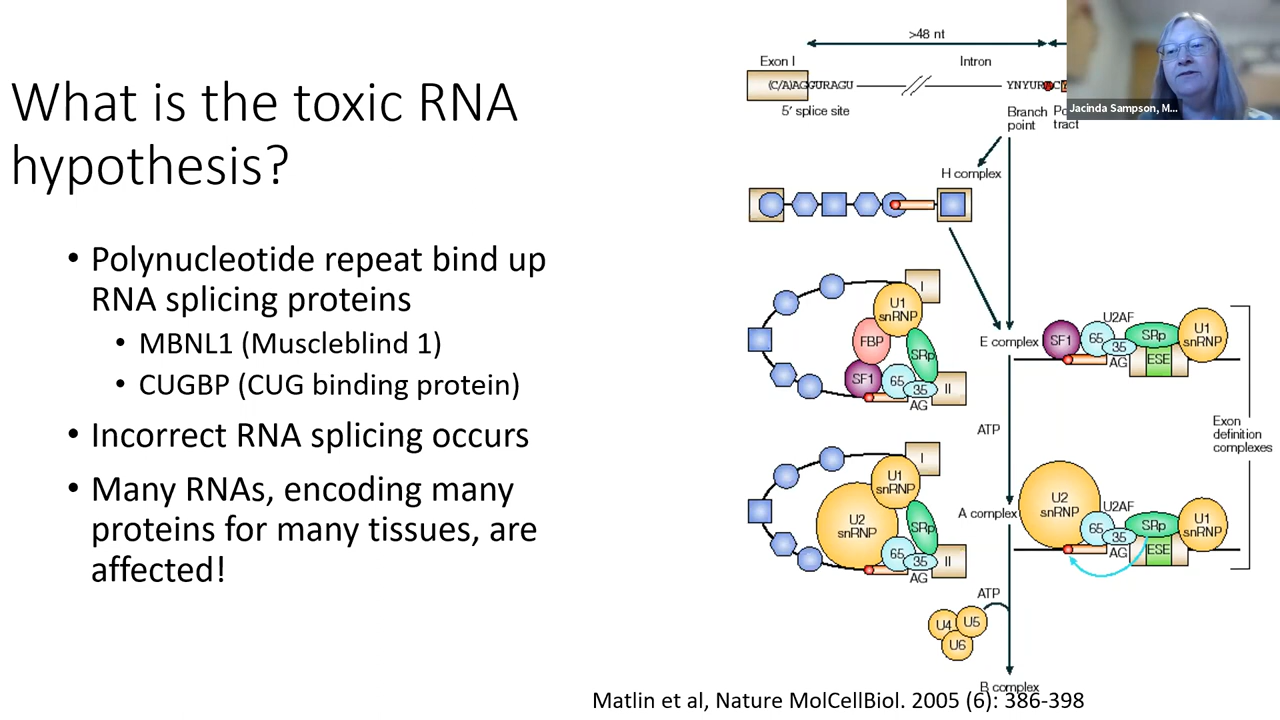 What is the toxic RNA
hypothesis?
• Polynucleotide repeat bind up
RNA splicing proteins
• MBNL1 (Muscleblind 1)
• CUGBP (CUG binding protein)
• Incorrect RNA splicing occurs
• Many RNAs, encoding many
proteins for many tissues, are
affected!
>48 nt
Exon I
Intron
(C/A)AGGURAGU
YNYURAC
5′ splice site
Branch
point
tract
Jacinda Sampson, M...
H complex
I
U1
snRNP
FBP
SRp
SF1
65
35
II
AG
E complex
SF1
U2AF
65
35
SRp
U1
snRNP
AG
ESE
ATP
Exon
definition
complexes
I
U1
snRNP
U2
snRNP
SRp
65
35
II
AG
A complex
U2
snRNP
U2AF
65
35
SRp
U1
snRNP
AG
ESE
ATP
U4
U5
U6
B complex
Matlin et al, Nature MolCellBiol. 2005 (6): 386-398